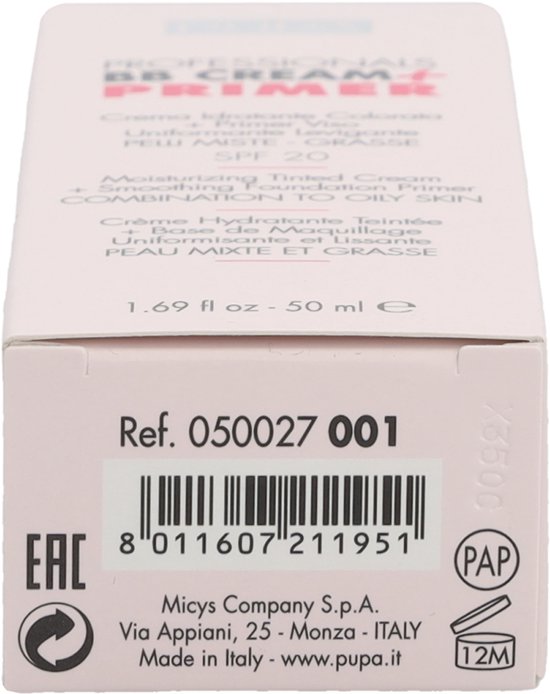 PROFESSIONALS
BB CREAM+
PRIMER
Crema Idratante Colorata
+ Primer Viso
Uniformante Levigante
PELLI MISTE - GRASSE
SPF 20
Moisturizing Tinted Cream
+ Smoothing Foundation Primer
COMBINATION TO OILY SKIN
Crème Hydratante Teintée
+ Base de Maquillage
Uniformisante et Lissante
PEAU MIXTE ET GRASSE
1.69 fl oz - 50 ml ℮
Ref. 050027 001
8 011607 211951
EAC
PAP
Micys Company S.p.A.
Via Appiani, 25 - Monza - ITALY
Made in Italy - www.pupa.it
12M